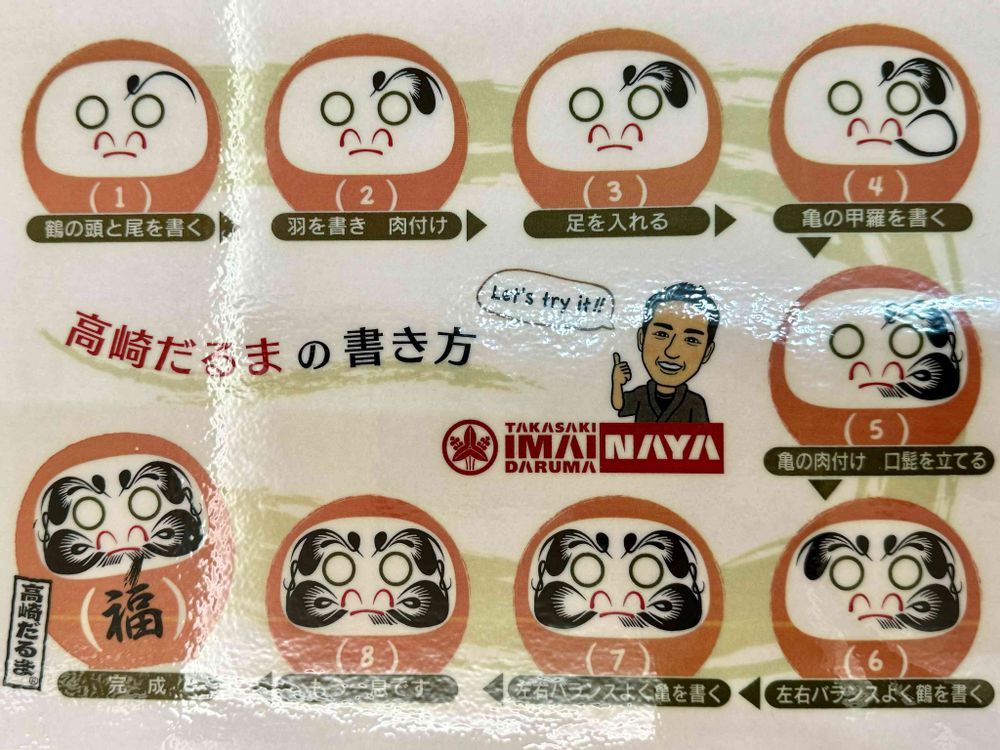 (1)
鶴の頭と尾を書く
(2)
羽を書き 肉付け
(3)
足を入れる
(4)
亀の甲羅を書く
Let's try it!!
高崎だるまの書き方
TAKASAKI
IMAI
DARUMA
NAYA
(5)
亀の肉付け 口髭を立てる
(6)
左右バランスよく鶴を書く
(7)
左右バランスよく亀を書く
(8)
もう一息です
福
高崎だるま®
完成